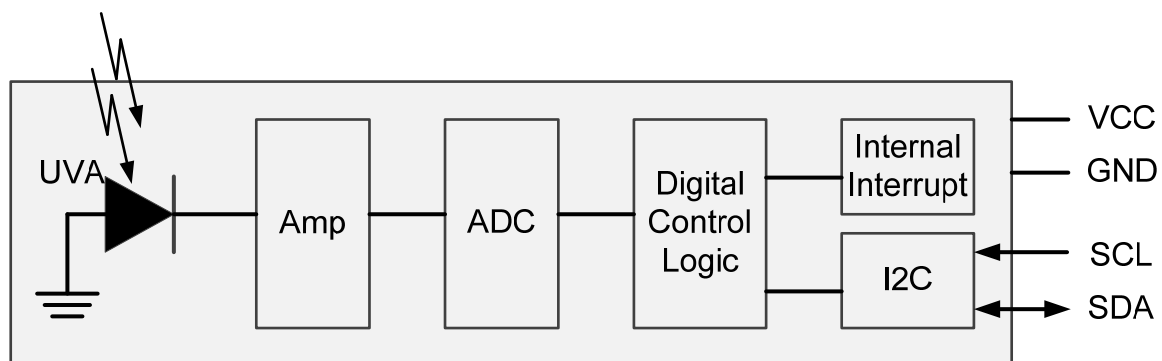 UVA
Amp
ADC
Digital
Control
Logic
Internal
Interrupt
I2C
VCC
GND
SCL
SDA